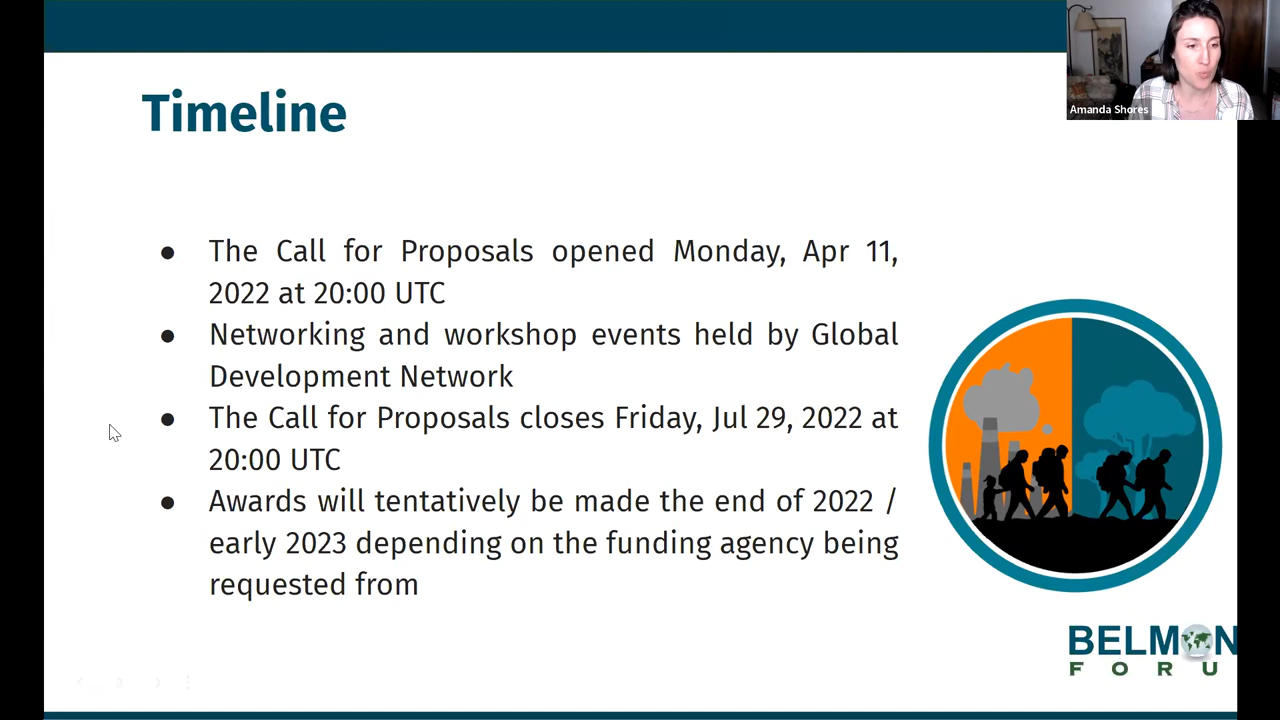 Amanda Shores
Timeline
● The Call for Proposals opened Monday, Apr 11,
2022 at 20:00 UTC
● Networking and workshop events held by Global
Development Network
● The Call for Proposals closes Friday, Jul 29, 2022 at
20:00 UTC
● Awards will tentatively be made the end of 2022 /
early 2023 depending on the funding agency being
requested from
BELMON
FORU